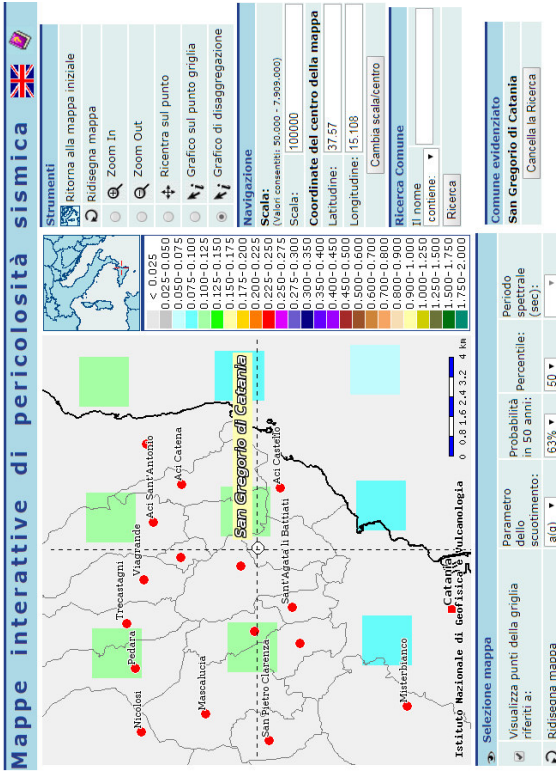 Mappe interattive di pericolosità sismica
Nicolosi
Pedara
Trecastagni
Viagrande
Aci Sant'Antonio
Aci Catena
Mascalucia
San Gregorio di Catania
San Pietro Clarenza
Sant'Agata li Battiati
Aci Castello
Misterbianco
Catania
Istituto Nazionale di Geofisica e Vulcanologia
0 0.8 1.6 2.4 3.2 4 km
< 0.025
0.025-0.050
0.050-0.075
0.075-0.100
0.100-0.125
0.125-0.150
0.150-0.175
0.175-0.200
0.200-0.225
0.225-0.250
0.250-0.275
0.275-0.300
0.300-0.350
0.350-0.400
0.400-0.450
0.450-0.500
0.500-0.600
0.600-0.700
0.700-0.800
0.800-0.900
0.900-1.000
1.000-1.250
1.250-1.500
1.500-1.750
1.750-2.000
Strumenti
Ritorna alla mappa iniziale
Ridisegna mappa
Zoom In
Zoom Out
Ricentra sul punto
Grafico sul punto griglia
Grafico di disaggregazione
Navigazione
Scala:
(Valori consentiti: 50.000 - 7.909.000)
Scala: 100000
Coordinate del centro della mappa
Latitudine: 37.57
Longitudine: 15.108
Cambia scala/centro
Ricerca Comune
Il nome
contiene:
Ricerca
Comune evidenziato
San Gregorio di Catania
Cancella la Ricerca
Selezione mappa
Visualizza punti della griglia
riferiti a:
Parametro
dello
scuotimento:
a(0)
Probabilità
in 50 anni:
63%
Percentile:
50
Periodo
spettrale
(sec):
-
Ridisegna mappa